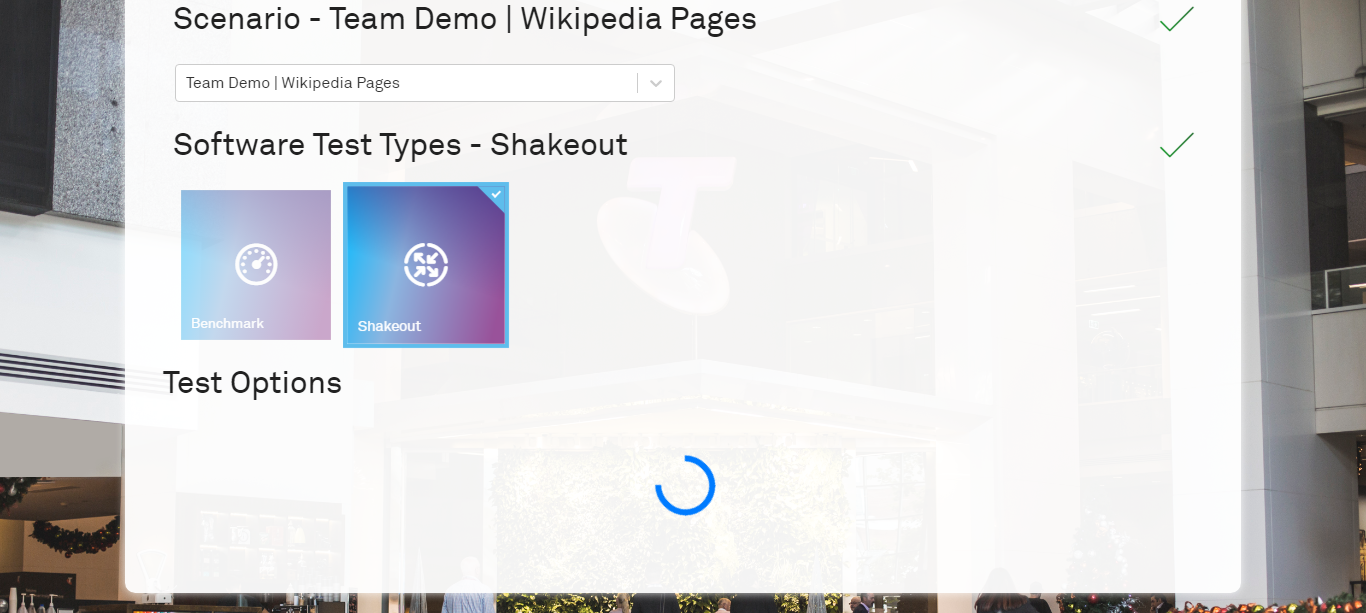 Scenario - Team Demo | Wikipedia Pages
Team Demo | Wikipedia Pages
Software Test Types - Shakeout
Benchmark
Shakeout
Test Options